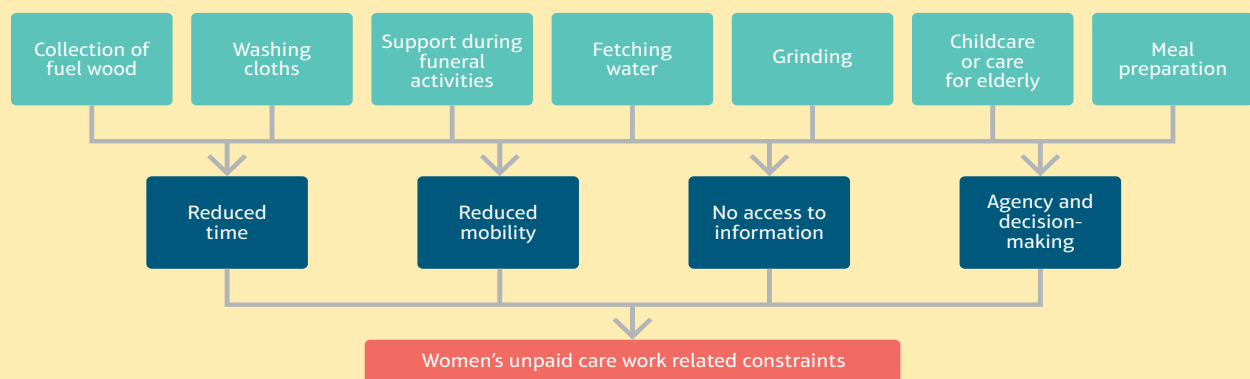 Collection of
fuel wood
Washing
cloths
Support during
funeral
activities
Fetching
water
Grinding
Childcare
or care
for elderly
Meal
preparation
Reduced
time
Reduced
mobility
No access to
information
Agency and
decision-
making
Women’s unpaid care work related constraints